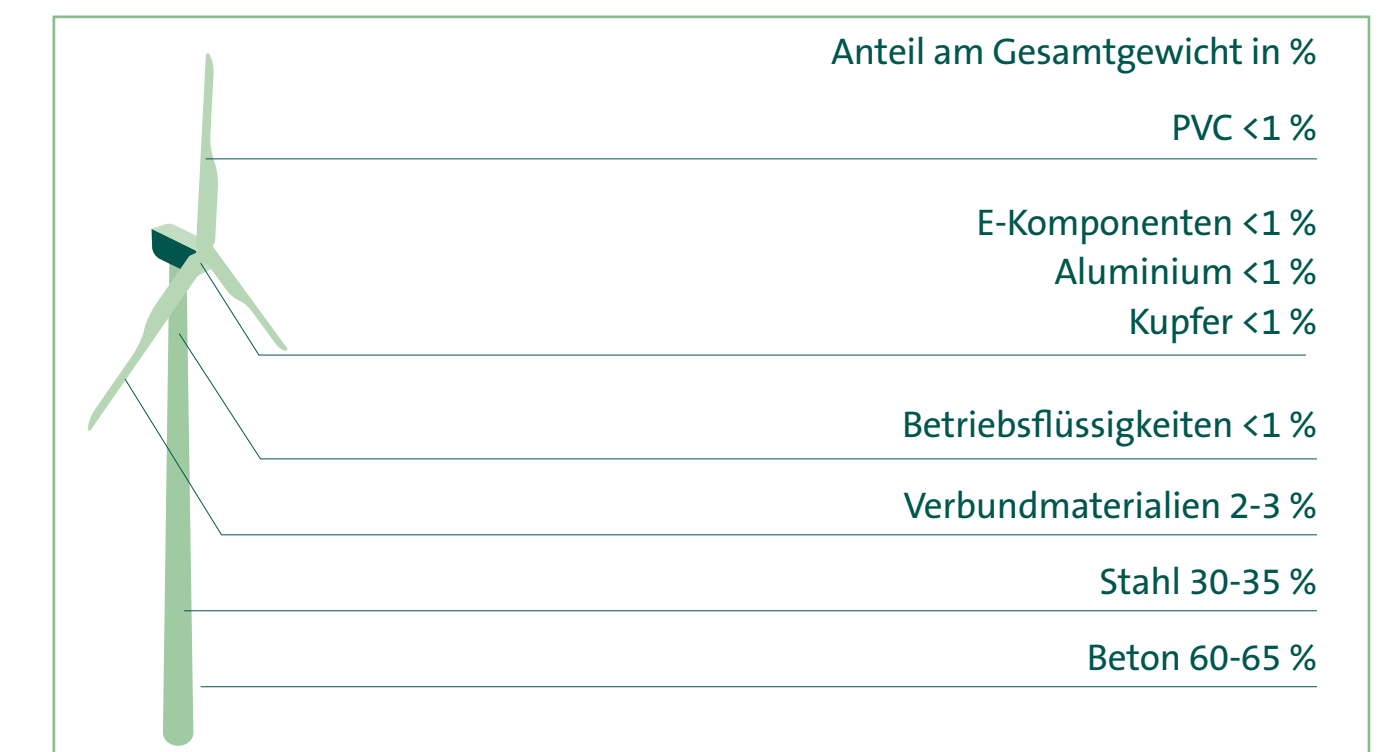 Anteil am Gesamtgewicht in %
PVC <1 %
E-Komponenten <1 %
Aluminium <1 %
Kupfer <1 %
Betriebsflüssigkeiten <1 %
Verbundmaterialien 2-3 %
Stahl 30-35 %
Beton 60-65 %